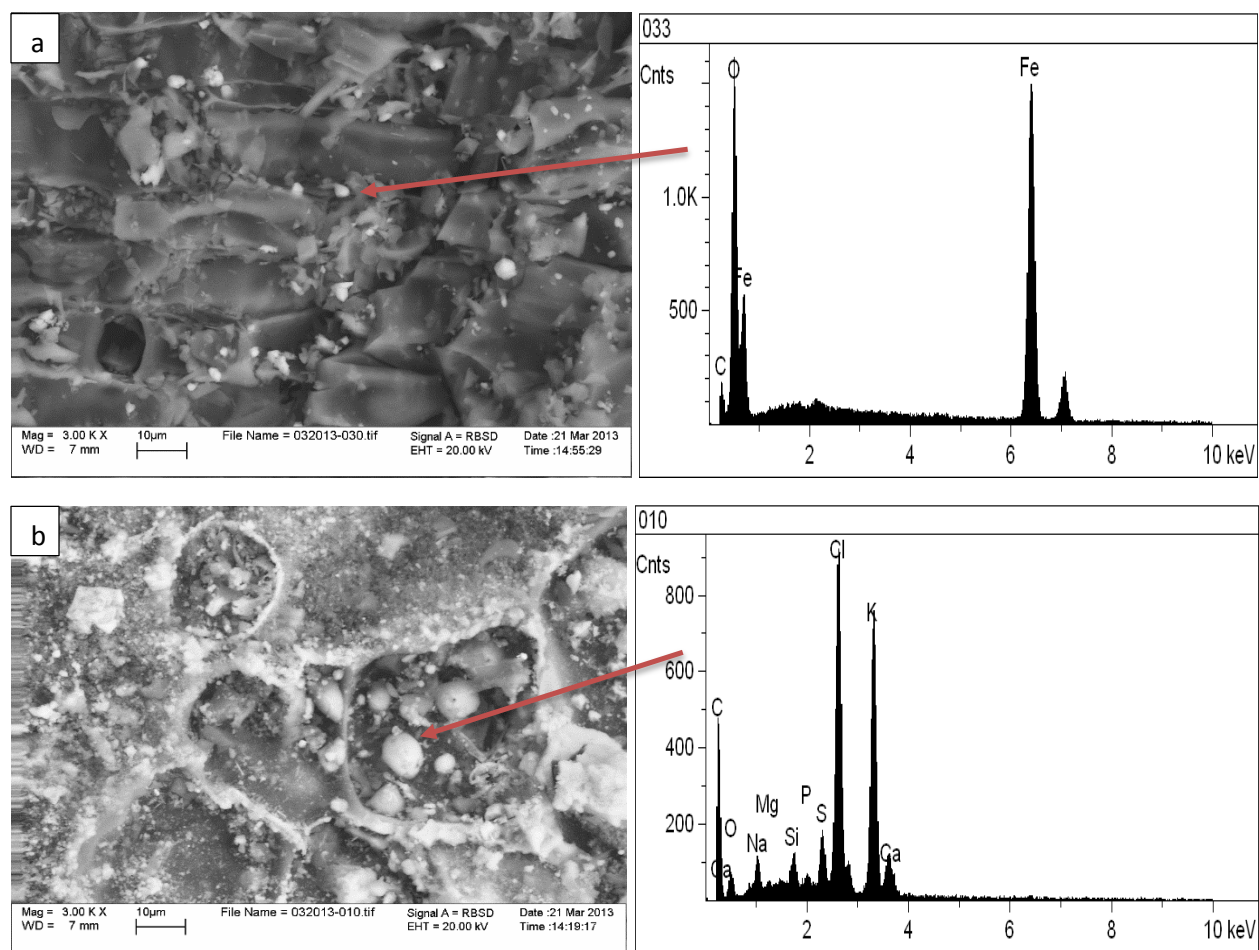 a
Mag = 3.00 K X 10µm File Name = 032013-030.tif Signal A = RBSD Date :21 Mar 2013
WD = 7 mm EHT = 20.00 kV Time :14:55:29
033
Cnts
O
Fe
Fe
1.0K
500
C
2 4 6 8 10 keV
b
Mag = 3.00 K X 10µm File Name = 032013-010.tif Signal A = RBSD Date :21 Mar 2013
WD = 7 mm EHT = 20.00 kV Time :14:19:17
010
Cnts
Cl
800
K
600
C
400
Mg
P
S
200
O
Na
Si
Ca
Ca
2 4 6 8 10 keV